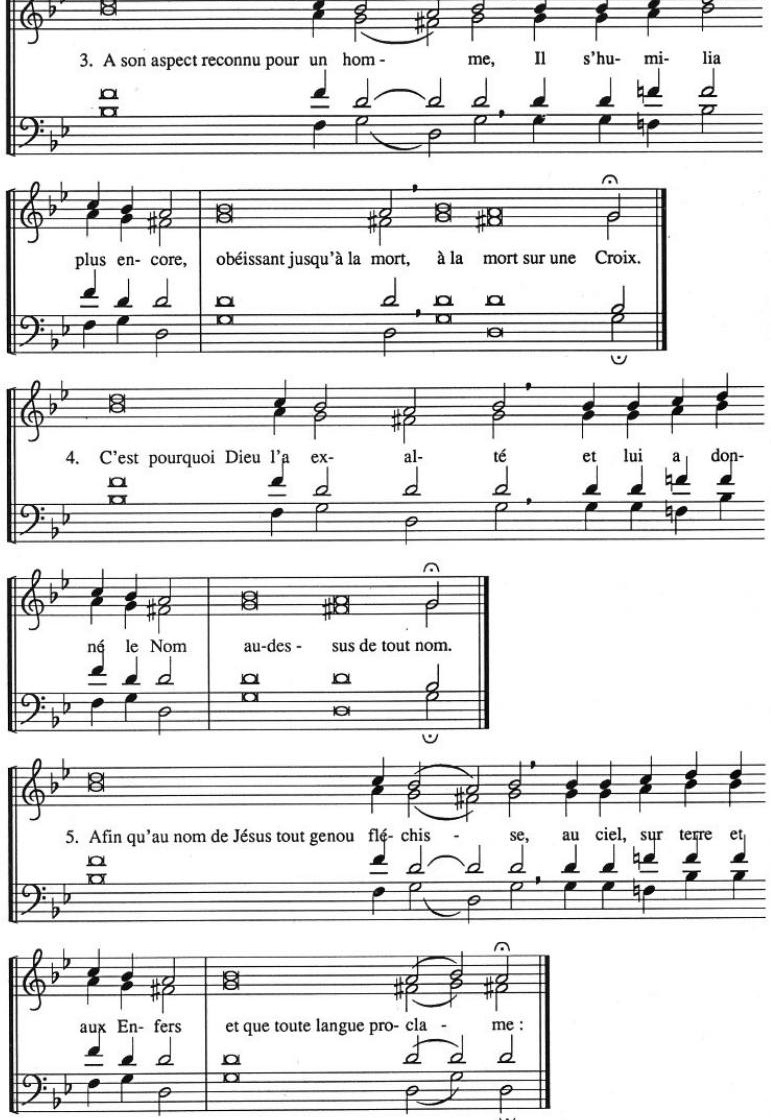 3. A son aspect reconnu pour un hom - me, Il s'hu- mi- lia
plus en- core, obéissant jusqu'à la mort, à la mort sur une Croix.
4. C'est pourquoi Dieu l'a ex- al- té et lui a don-
né le Nom au-des - sus de tout nom.
5. Afin qu'au nom de Jésus tout genou flé- chis - se, au ciel, sur terre et
aux En- fers et que toute langue pro- cla - me :